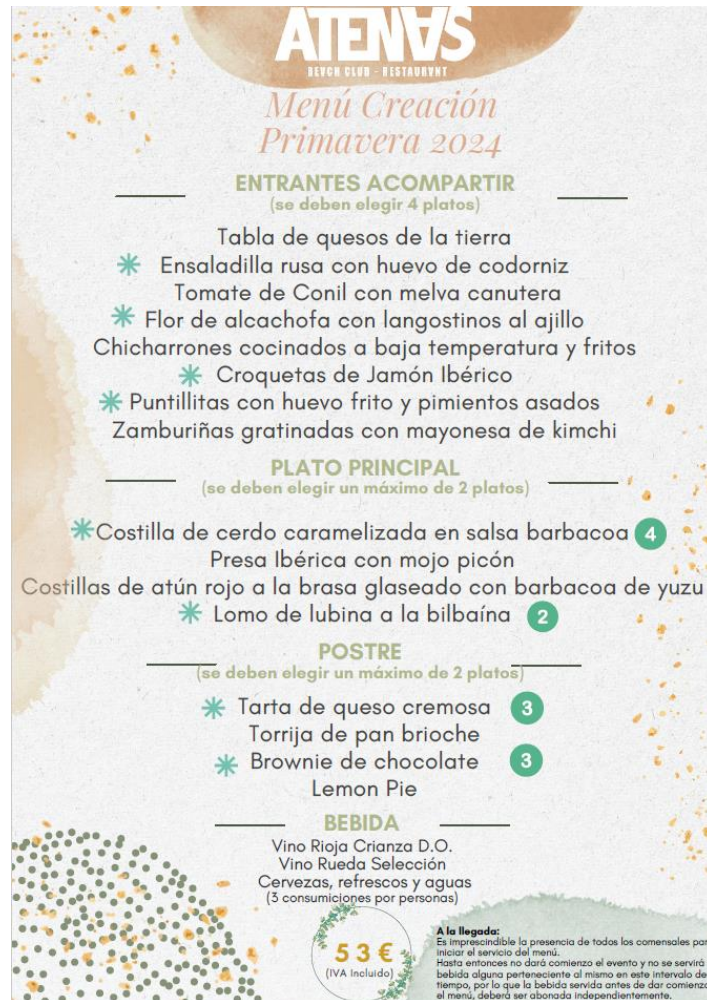 ATENAS
BEACH CLUB - RESTAURANT
Menú Creación
Primavera 2024
ENTRANTES ACOMPARTIR
(se deben elegir 4 platos)
Tabla de quesos de la tierra
Ensaladilla rusa con huevo de codorniz
Tomate de Conil con melva canutera
Flor de alcachofa con langostinos al ajillo
Chicharrones cocinados a baja temperatura y fritos
Croquetas de Jamón Ibérico
Puntillitas con huevo frito y pimientos asados
Zamburiñas gratinadas con mayonesa de kimchi
PLATO PRINCIPAL
(se deben elegir un máximo de 2 platos)
Costilla de cerdo caramelizada en salsa barbacoa 4
Presa Ibérica con mojo picón
Costillas de atún rojo a la brasa glaseado con barbacoa de yuzu
Lomo de lubina a la bilbaína 2
POSTRE
(se deben elegir un máximo de 2 platos)
Tarta de queso cremosa 3
Torrija de pan brioche
Brownie de chocolate 3
Lemon Pie
BEBIDA
Vino Rioja Crianza D.O.
Vino Rueda Selección
Cervezas, refrescos y aguas
(3 consumiciones por personas)
53 €
(IVA Incluido)
A la llegada:
Es imprescindible la presencia de todos los comensales par
iniciar el servicio del menú.
Hasta entonces no dará comienzo el evento y no se servirá
bebida alguna perteneciente al mismo en este intervalo de
tiempo, por lo que la bebida servida antes de dar comienzo
el menú, deberá ser abonada independientemente.